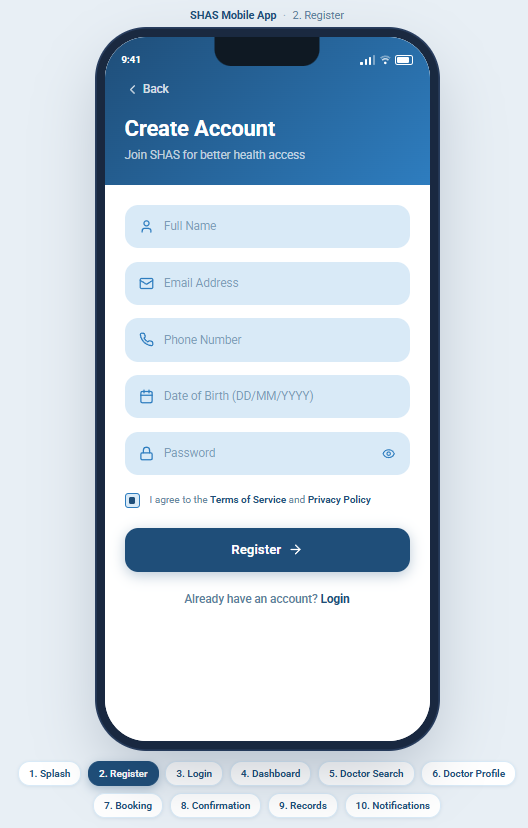 SHAS Mobile App · 2. Register
9:41
Back
Create Account
Join SHAS for better health access
Full Name
Email Address
Phone Number
Date of Birth (DD/MM/YYYY)
Password
I agree to the Terms of Service and Privacy Policy
Register →
Already have an account? Login
1. Splash 2. Register 3. Login 4. Dashboard 5. Doctor Search 6. Doctor Profile
7. Booking 8. Confirmation 9. Records 10. Notifications